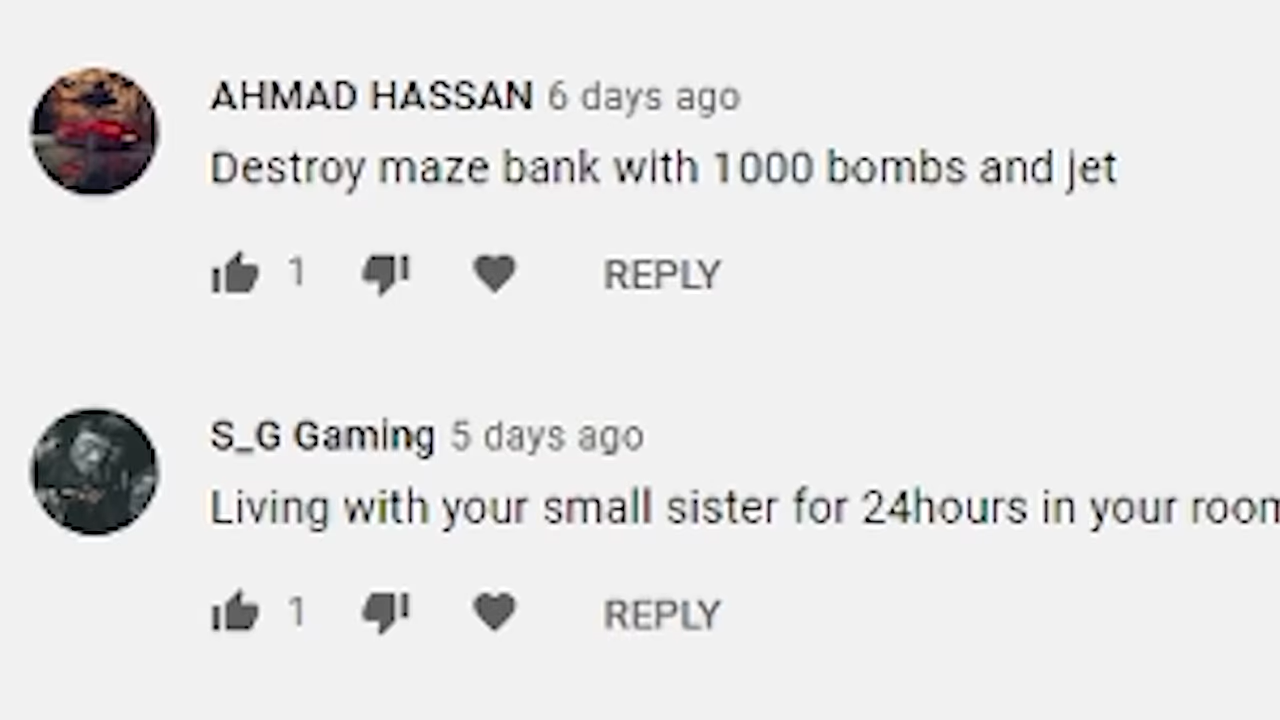 AHMAD HASSAN 6 days ago
Destroy maze bank with 1000 bombs and jet
1 REPLY
S_G Gaming 5 days ago
Living with your small sister for 24hours in your
1 REPLY